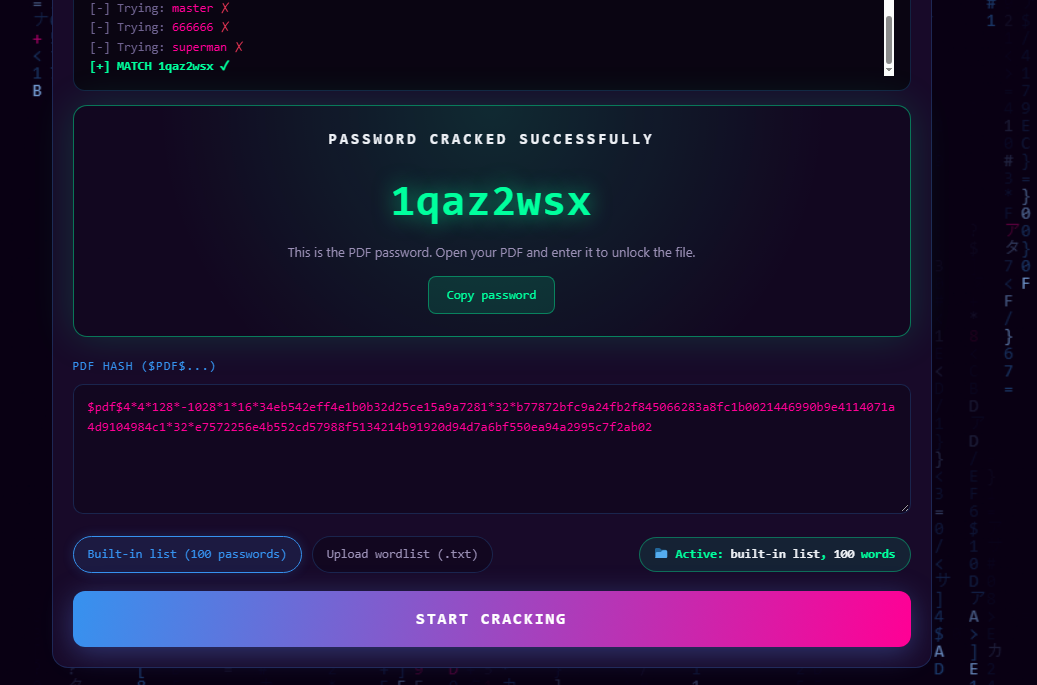 [-] Trying: master ✗
[-] Trying: 666666 ✗
[-] Trying: superman ✗
[+] MATCH 1qaz2wsx ✓
PASSWORD CRACKED SUCCESSFULLY
1qaz2wsx
This is the PDF password. Open your PDF and enter it to unlock the file.
Copy password
PDF HASH ($PDF$...)
$pdf$4*4*128*-1028*1*16*34eb542eff4e1b0b32d25ce15a9a7281*32*b77872bfc9a24fb2f845066283a8fc1b0021446990b9e4114071a
4d9104984c1*32*e7572256e4b552cd57988f5134214b91920d94d7a6bf550ea94a2995c7f2ab02
Built-in list (100 passwords)
Upload wordlist (.txt)
Active: built-in list, 100 words
START CRACKING